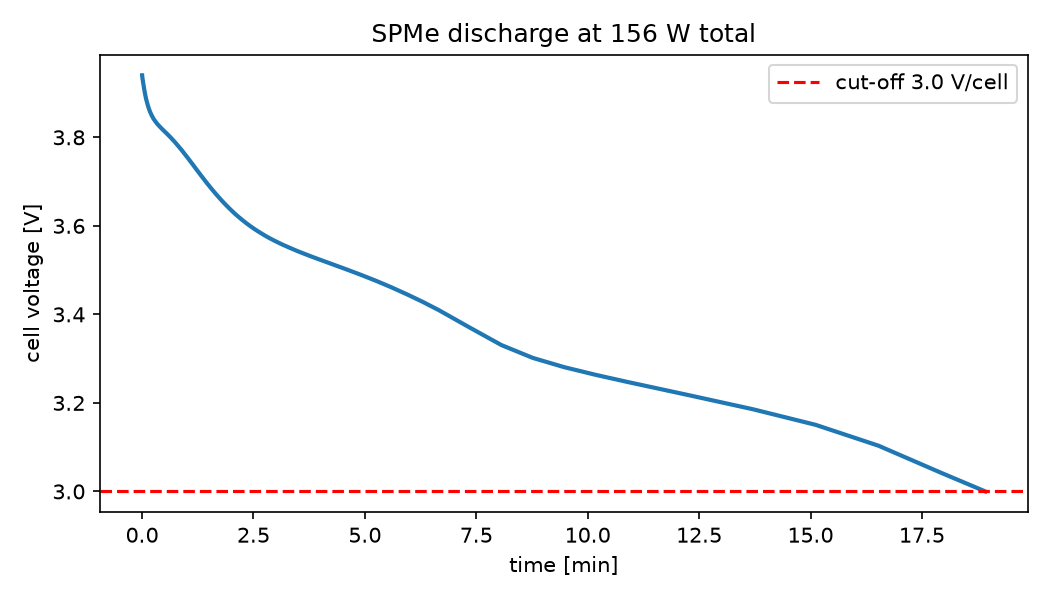 SPMe discharge at 156 W total
cut-off 3.0 V/cell
cell voltage [V]
3.8
3.6
3.4
3.2
3.0
0.0 2.5 5.0 7.5 10.0 12.5 15.0 17.5
time [min]